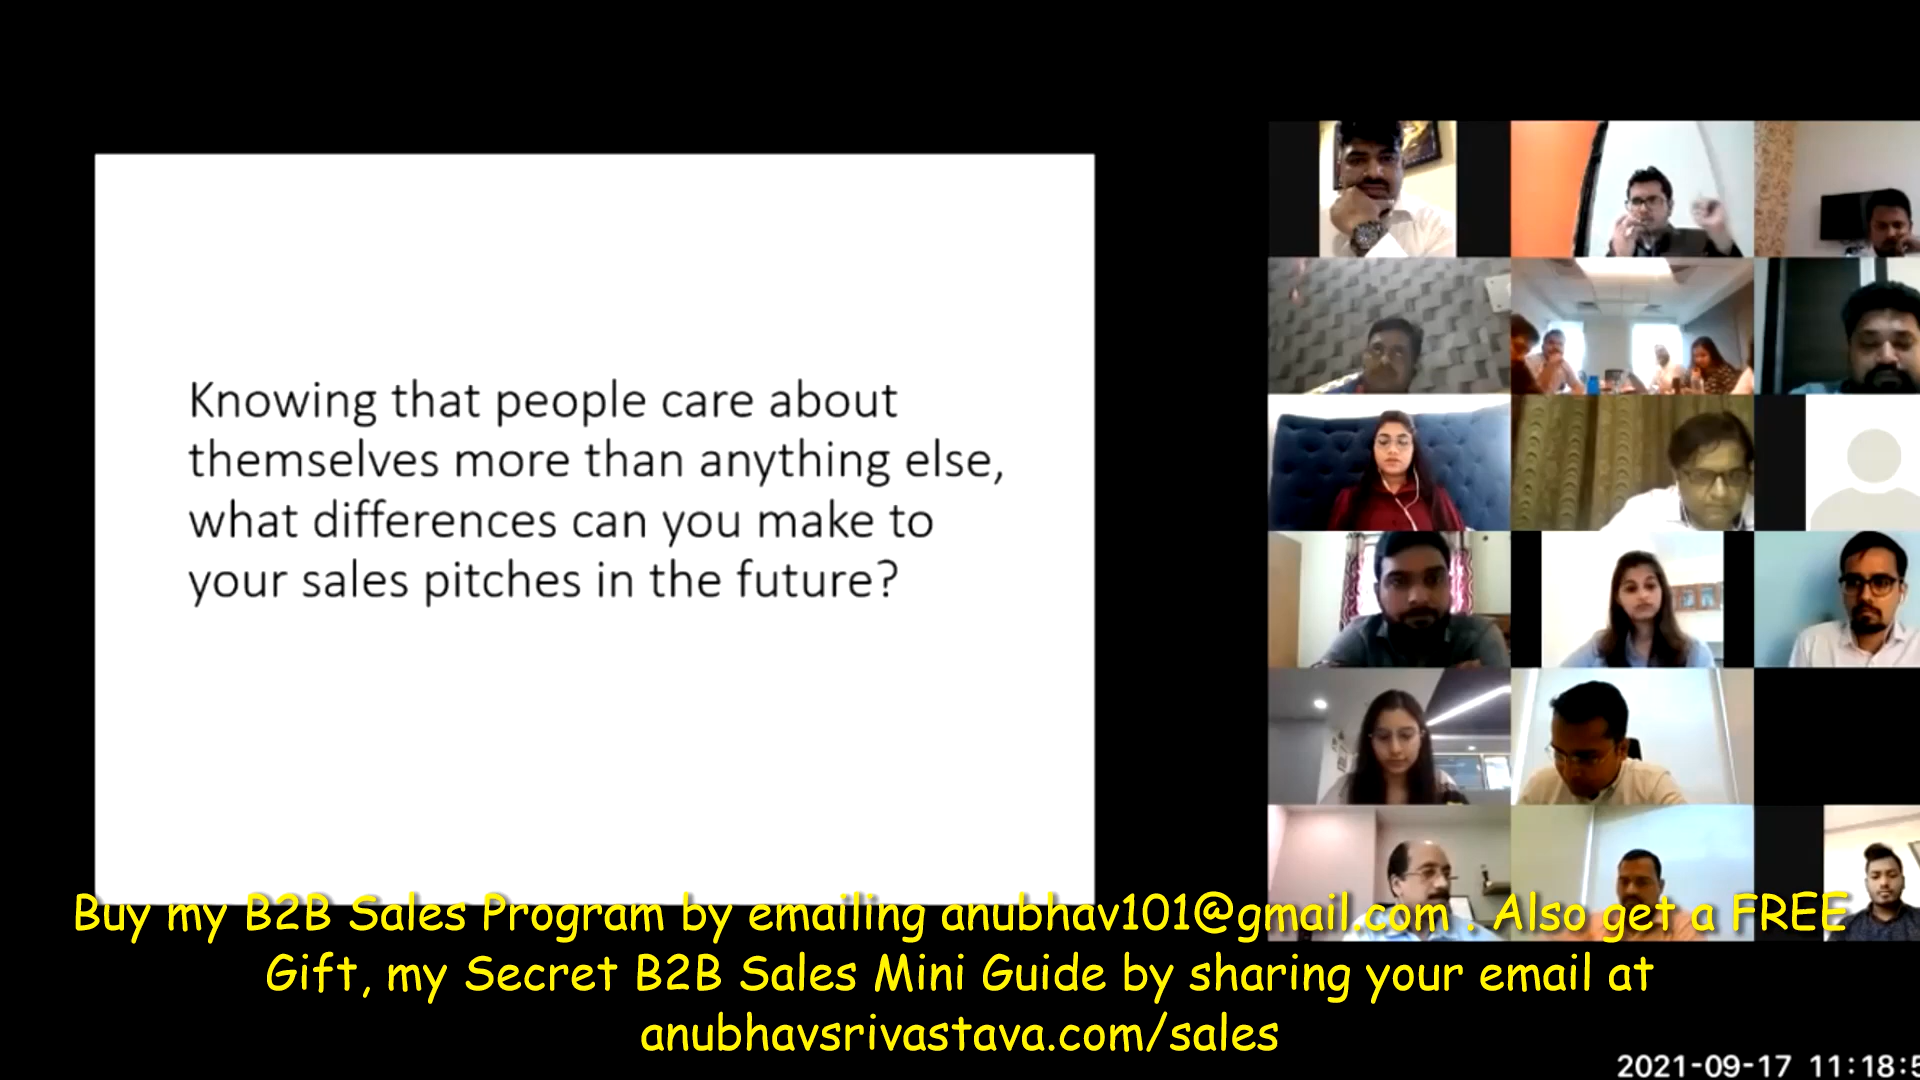 Knowing that people care about
themselves more than anything else,
what differences can you make to
your sales pitches in the future?
Buy my B2B Sales Program by emailing anubhav101@gmail.com . Also get a FREE
Gift, my Secret B2B Sales Mini Guide by sharing your email at
anubhavsrivastava.com/sales
2021-09-17 11:18:5